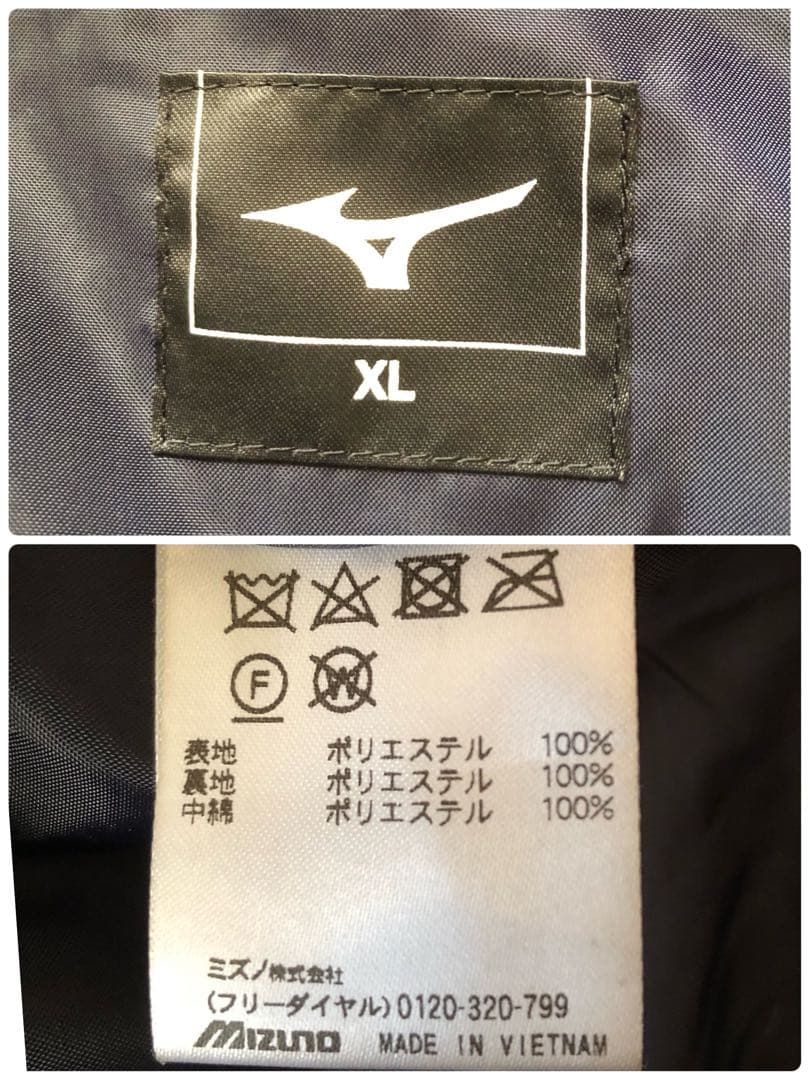 XL
F
W
表地 ポリエステル 100%
裏地 ポリエステル 100%
中綿 ポリエステル 100%
ミズノ株式会社
(フリーダイヤル)0120-320-799
MIZUNO MADE IN VIETNAM